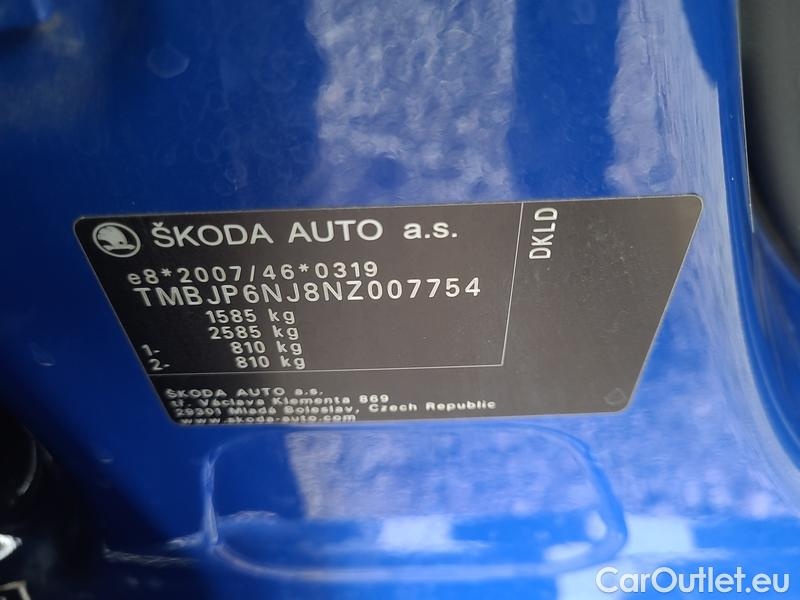 ŠKODA AUTO a.s.
DKLD
e8*2007/46*0319
TMBJP6NJ8NZ007754
1585 kg
2585 kg
1- 810 kg
2- 810 kg
ŠKODA AUTO a.s.
tř. Václava Klementa 869
29301 Mladá Boleslav, Czech Republic
www.skoda-auto.com
CarOutlet.eu